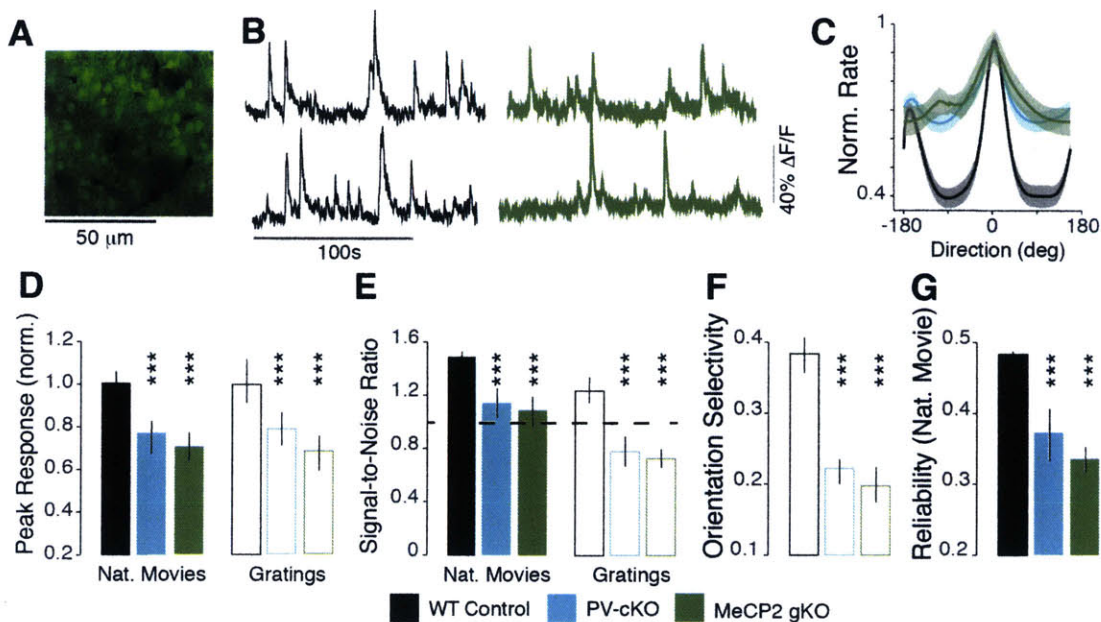 A
50 μm
B
100s
40% ΔF/F
C
Norm. Rate
1
0.4
-180
0
180
Direction (deg)
D
Peak Response (norm.)
1.2
1.0
0.8
0.6
0.4
0.2
***
***
***
***
Nat. Movies
Gratings
E
Signal-to-Noise Ratio
1.6
1.2
0.8
0.4
0
***
***
***
***
Nat. Movies
Gratings
F
Orientation Selectivity
0.4
0.3
0.2
0.1
***
***
G
Reliability (Nat. Movie)
0.5
0.4
0.3
0.2
***
***
WT Control
PV-cKO
MeCP2 gKO